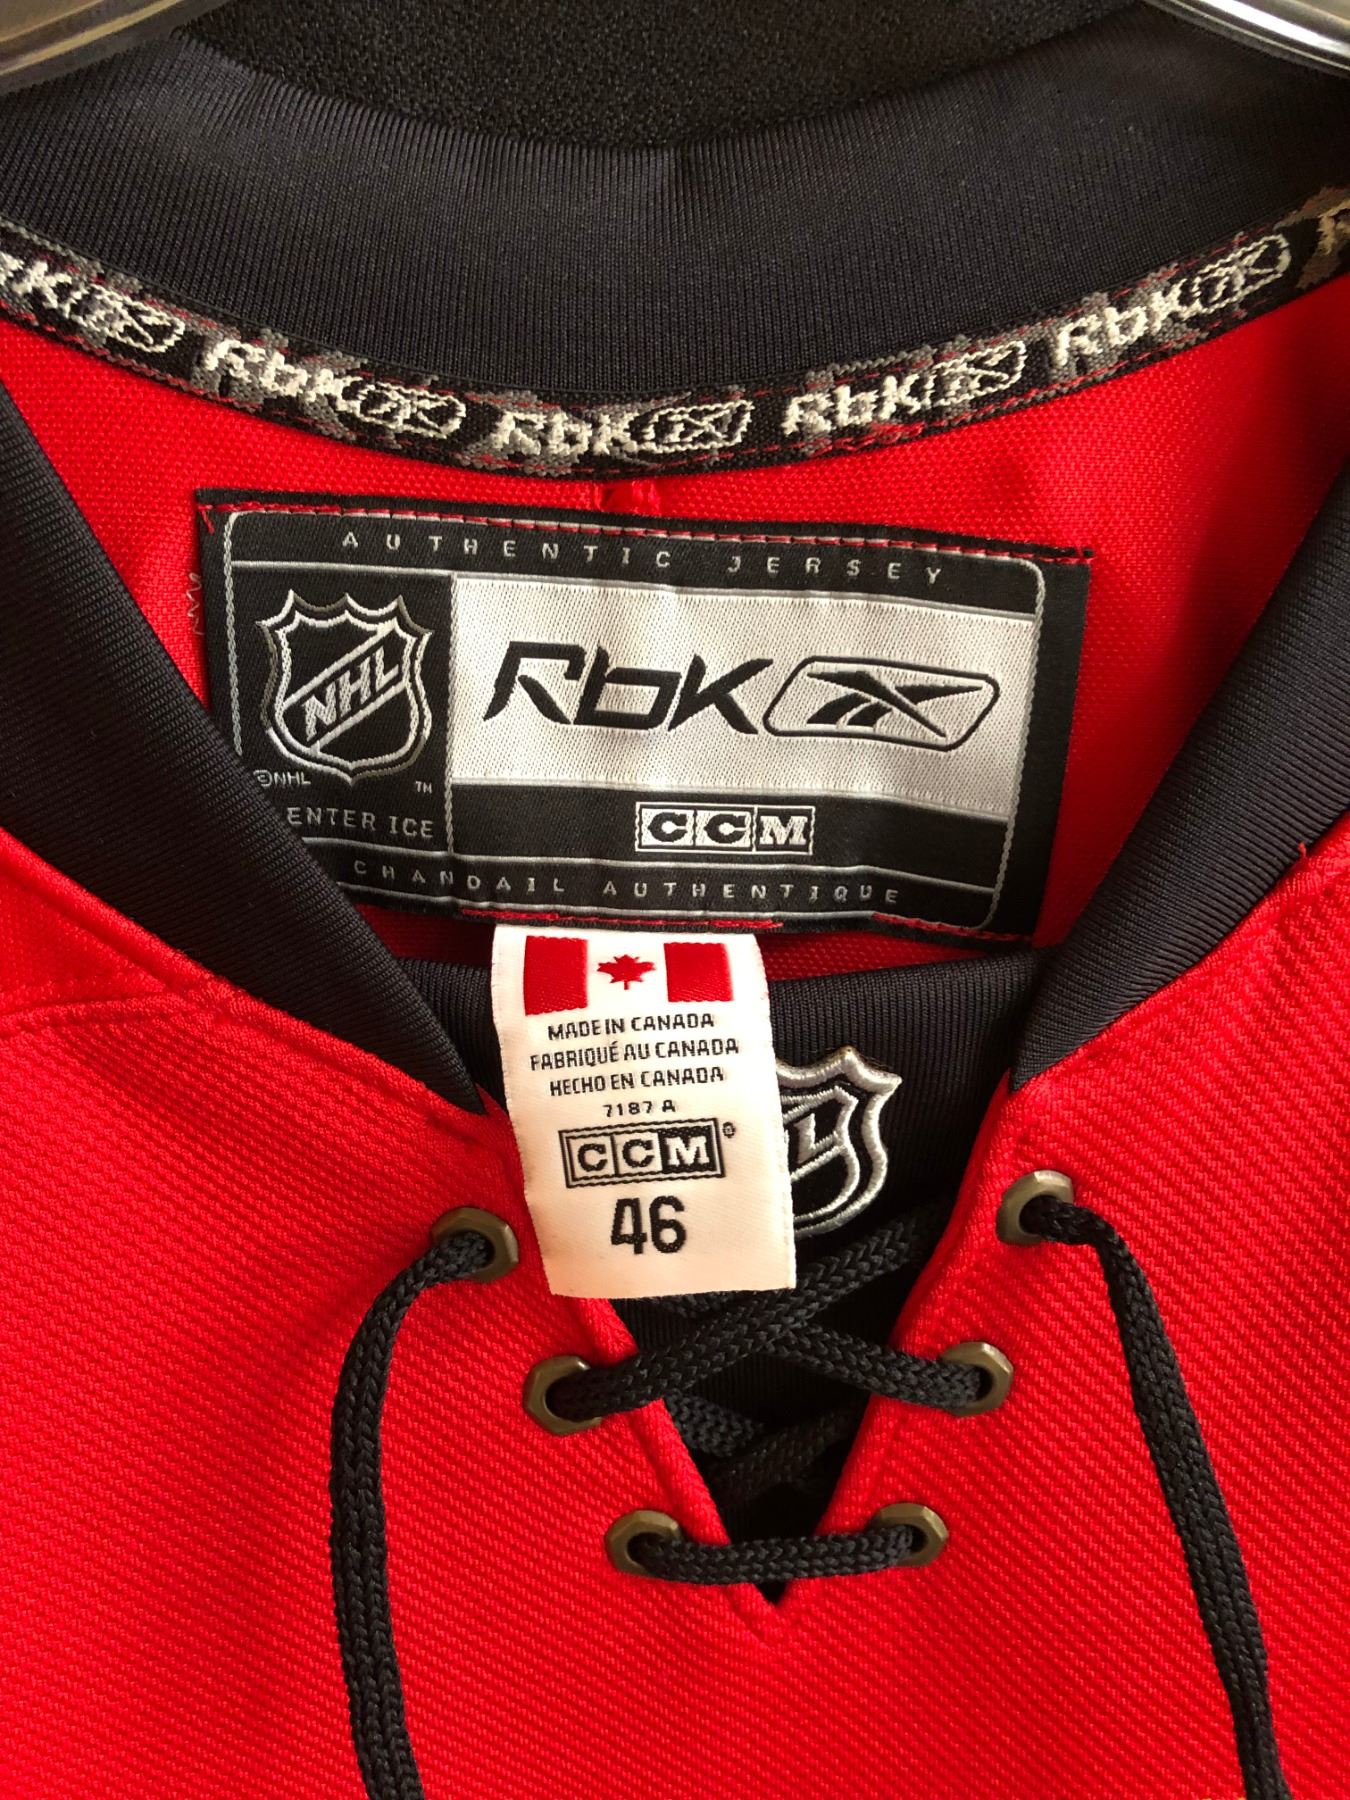 RbK
RbK
RbK
RbK
RbK
AUTHENTIC JERSEY
NHL
RbK
©NHL
TM
ENTER ICE
CCM
CHANDAIL AUTHENTIQUE
MADE IN CANADA
FABRIQUÉ AU CANADA
HECHO EN CANADA
7187 A
CCM®
46